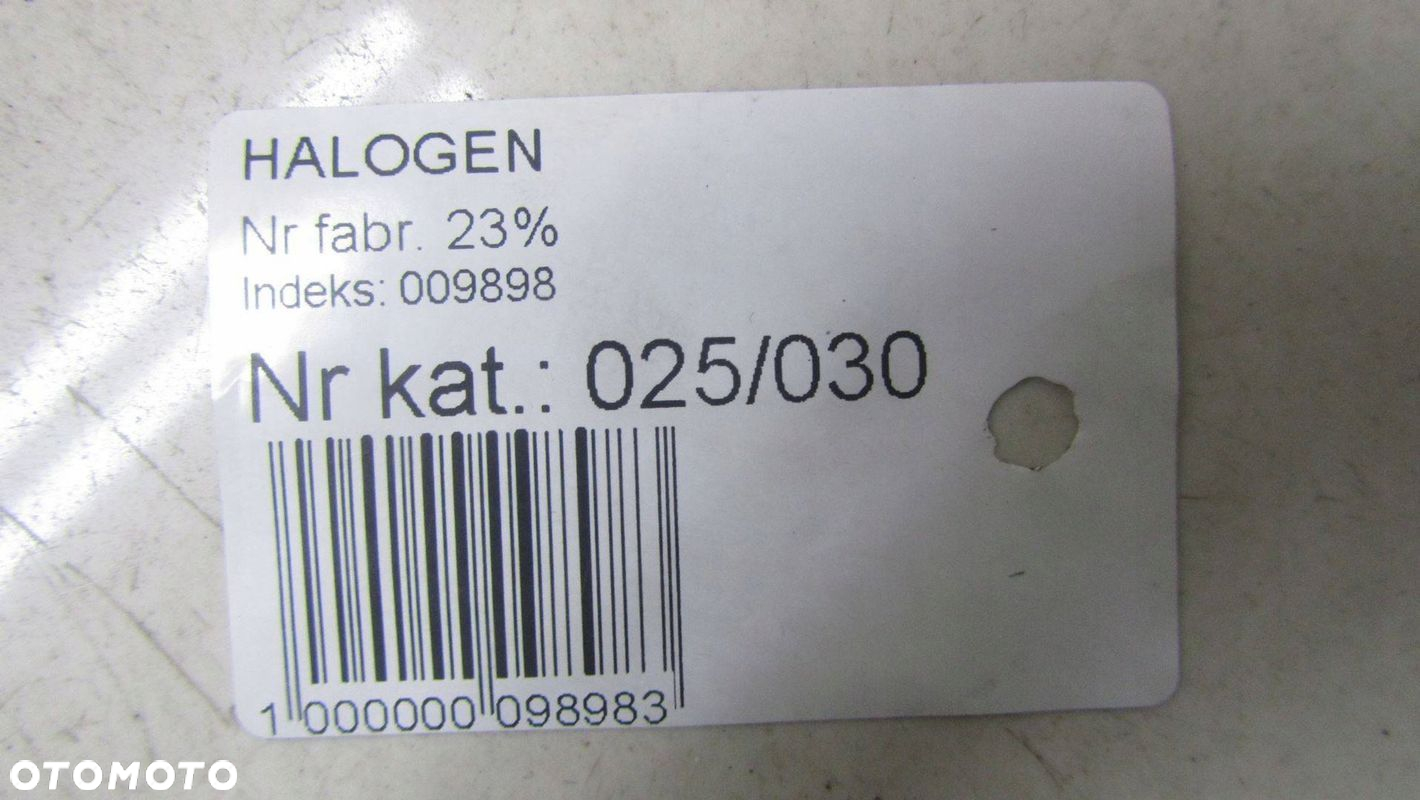 HALOGEN
Nr fabr. 23%
Indeks: 009898
Nr kat.: 025/030
1 000000 098983
OTOMOTO